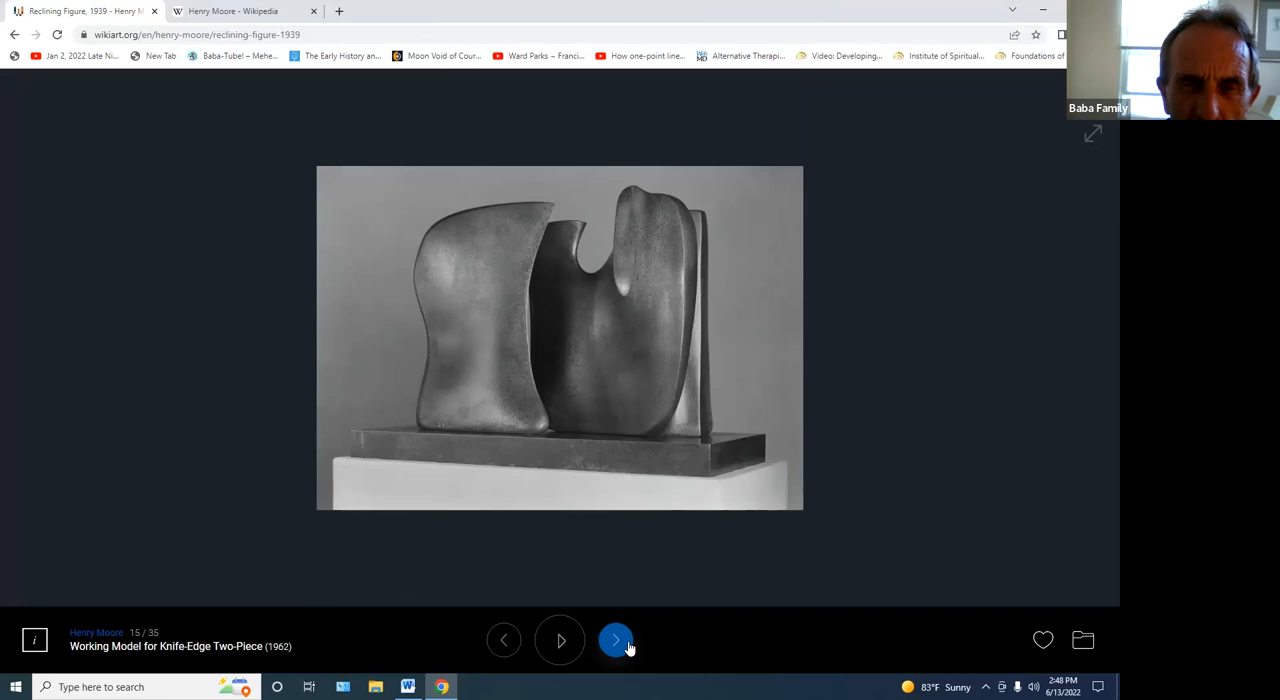 Reclining Figure, 1939 - Henry M
Henry Moore - Wikipedia
wikiart.org/en/henry-moore/reclining-figure-1939
Jan 2, 2022 Late Ni...
New Tab
Baba-Tube! – Mehe...
The Early History an...
Moon Void of Cour...
Ward Parks ~ Franci...
How one-point line...
Alternative Therapi...
Video: Developing...
Institute of Spiritual...
Foundations of
Baba Family
i
Henry Moore 15 / 35
Working Model for Knife-Edge Two-Piece (1962)
Type here to search
83°F Sunny
2:48 PM
6/13/2022